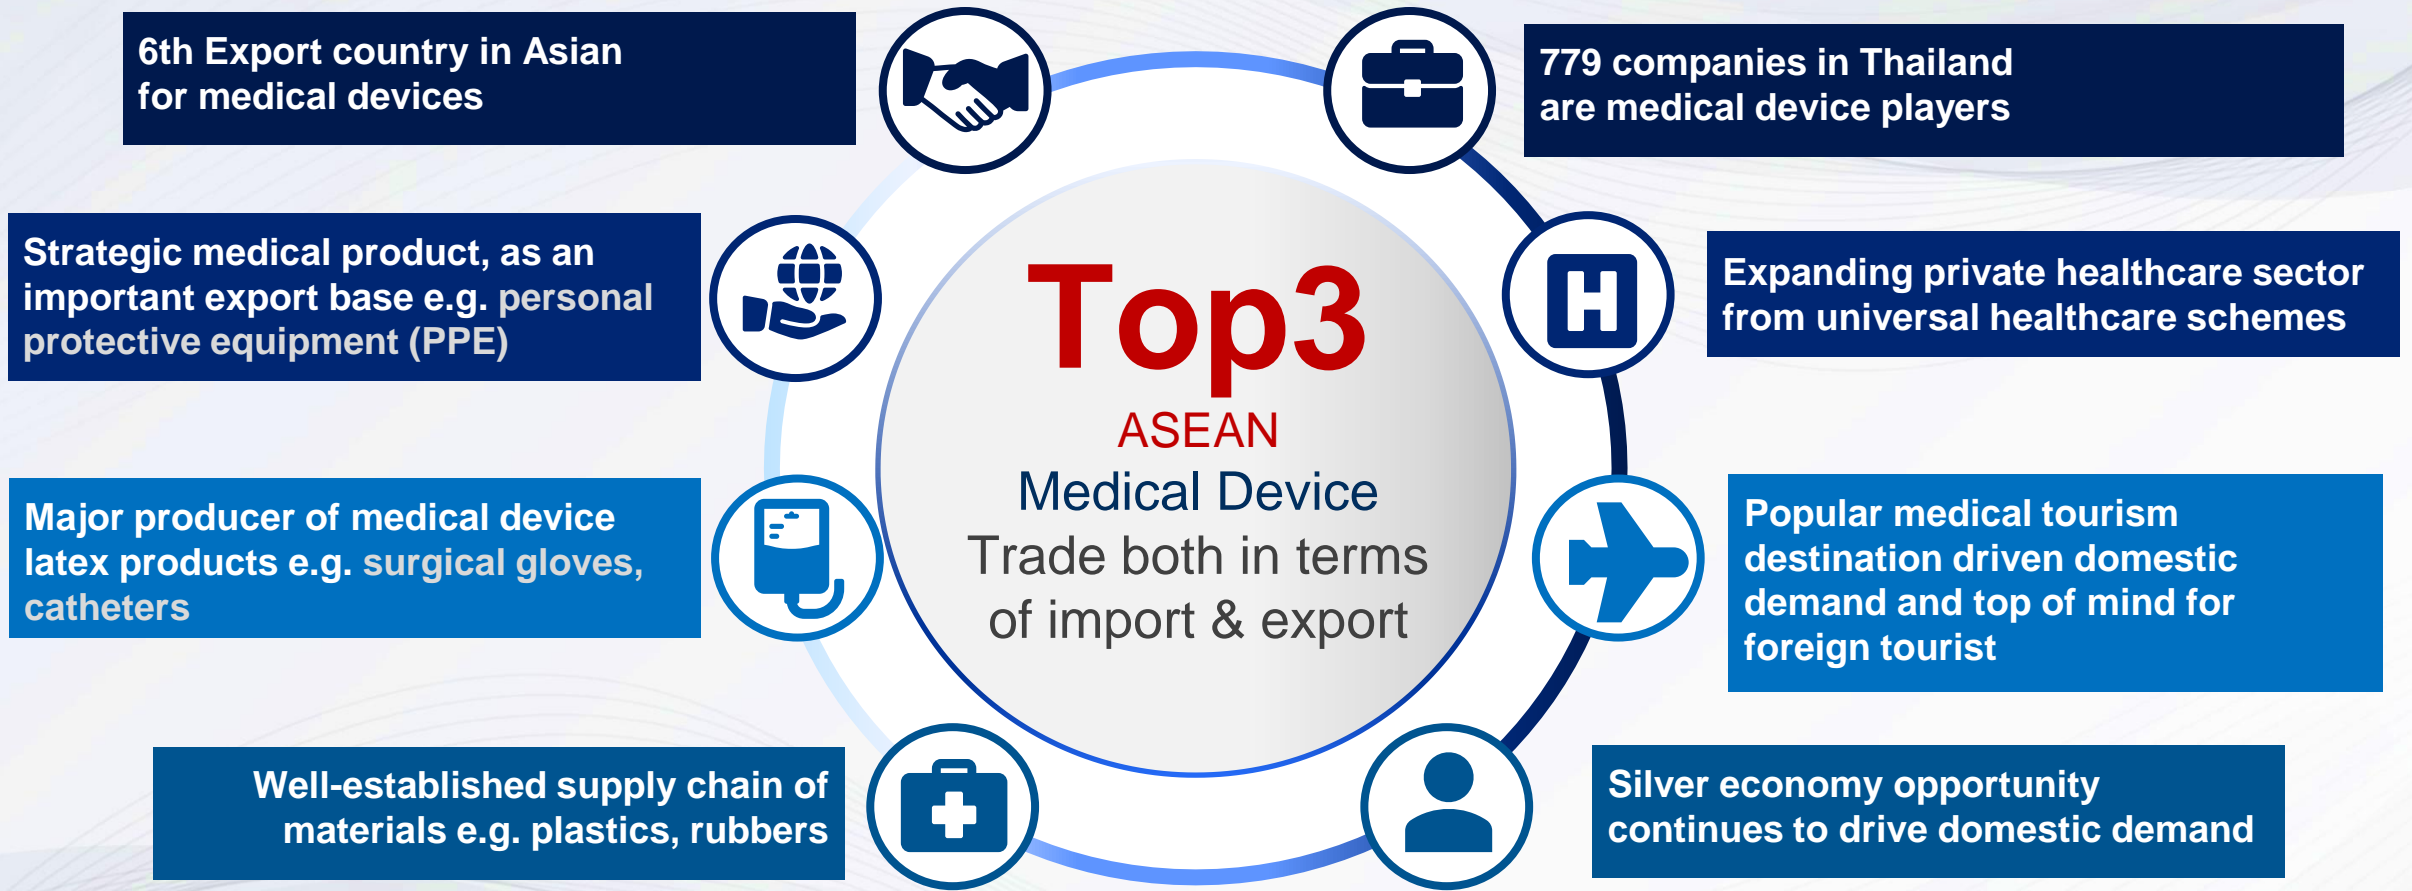 6th Export country in Asian
for medical devices
779 companies in Thailand
are medical device players
Strategic medical product, as an
important export base e.g. personal
protective equipment (PPE)
H
Expanding private healthcare sector
from universal healthcare schemes
Top3
ASEAN
Medical Device
Trade both in terms
of import & export
Major producer of medical device
latex products e.g. surgical gloves,
catheters
Popular medical tourism
destination driven domestic
demand and top of mind for
foreign tourist
Well-established supply chain of
materials e.g. plastics, rubbers
Silver economy opportunity
continues to drive domestic demand